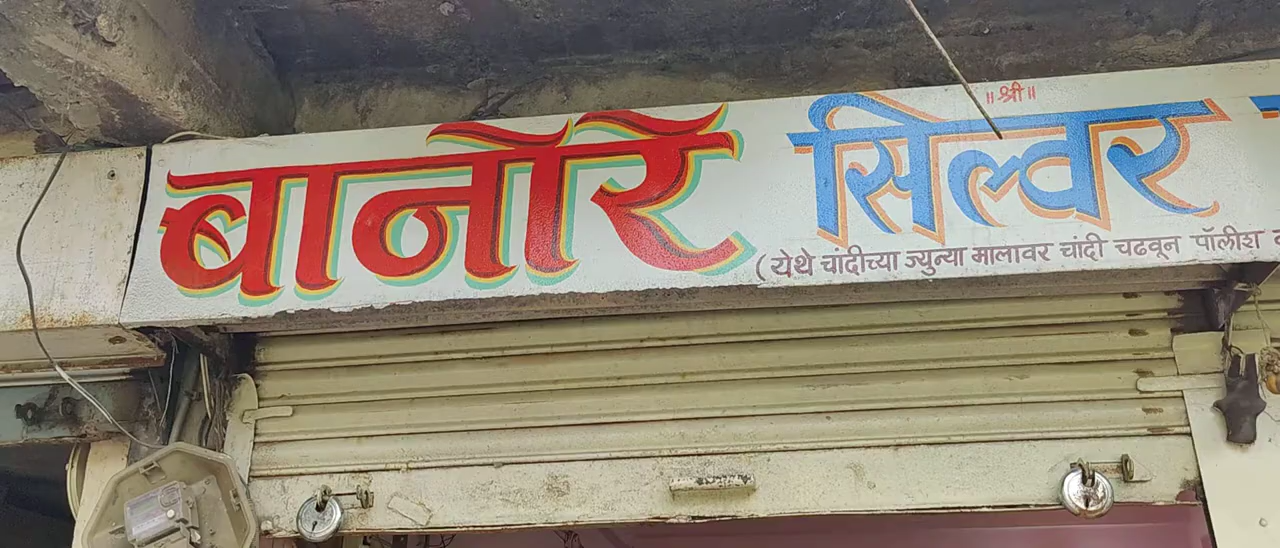 ॥श्री॥
बानोरे सिल्वर
(येथे चांदीच्या ज्युन्या मालावर चांदी चढवून पॉलीश